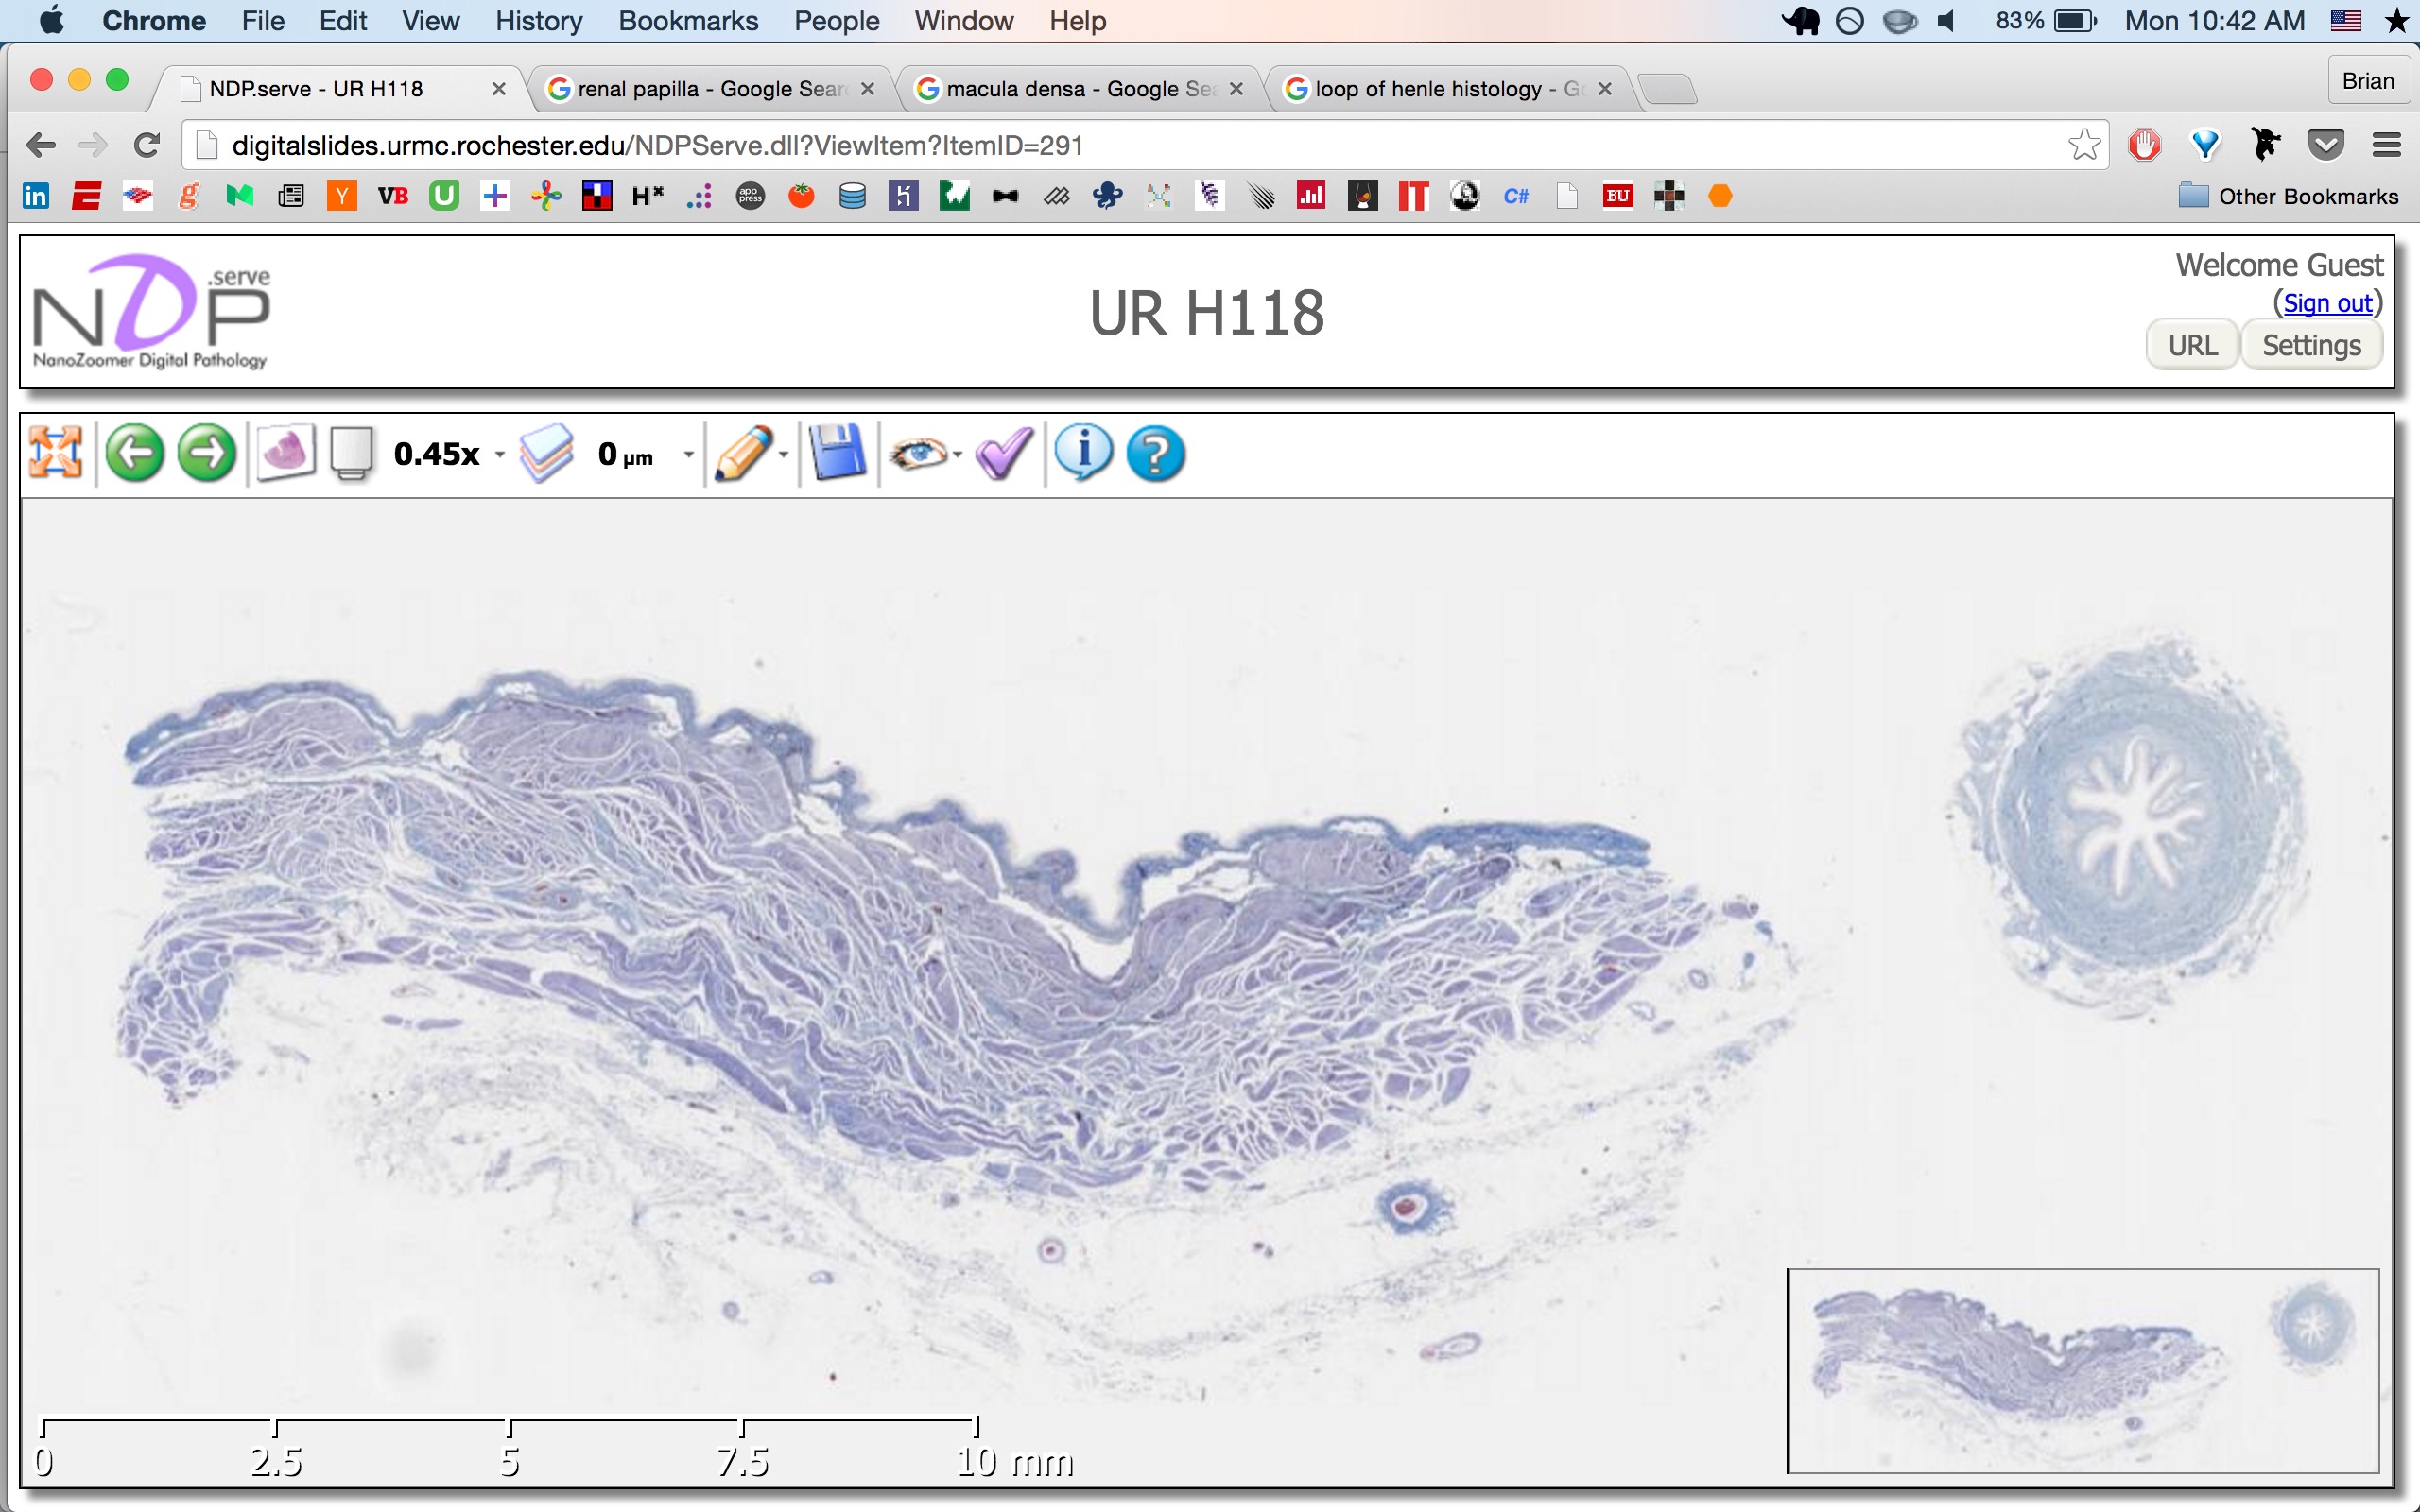 Chrome File Edit View History Bookmarks People Window Help 83% Mon 10:42 AM
NDP.serve - UR H118 renal papilla - Google Sear macula densa - Google Se loop of henle histology - G Brian
digitalslides.urmc.rochester.edu/NDPServe.dll?ViewItem?ItemID=291
in g Y VB U H* app press IT C# BU Other Bookmarks
.serve
NDP
NanoZoomer Digital Pathology
UR H118
Welcome Guest
(Sign out)
URL Settings
0.45x 0 µm
0 2.5 5 7.5 10 mm